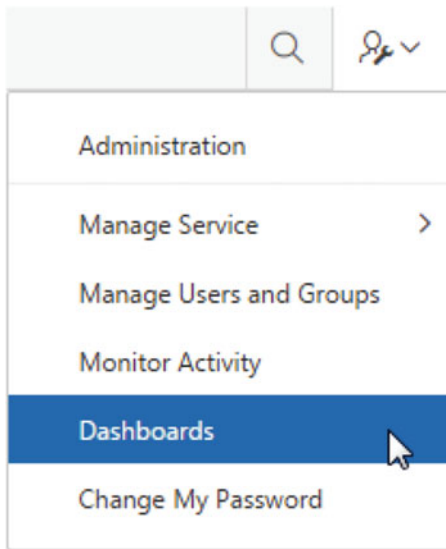 Administration
Manage Service
Manage Users and Groups
Monitor Activity
Dashboards
Change My Password